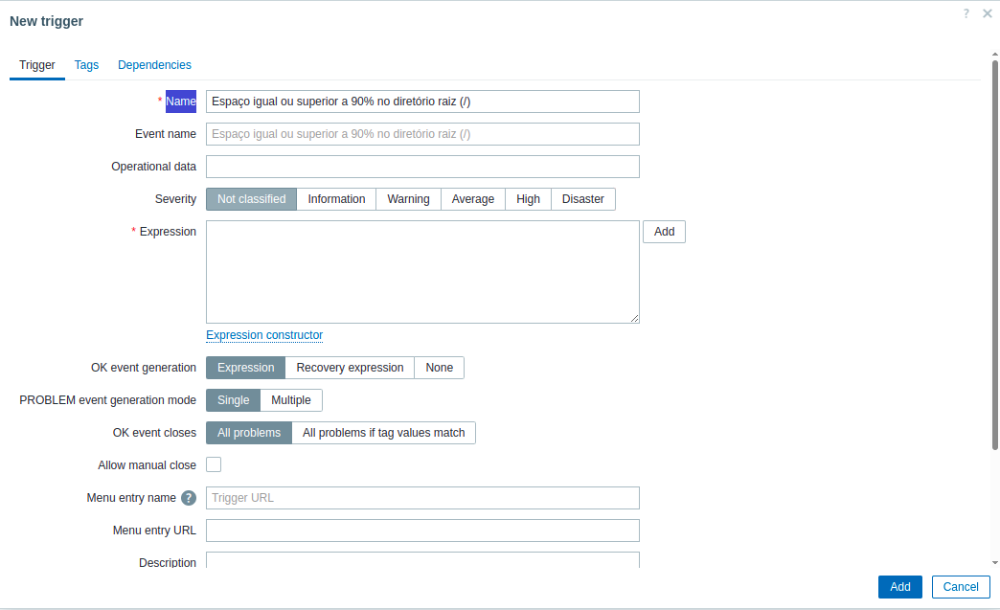 New trigger
? ×
Trigger Tags Dependencies
* Name Espaço igual ou superior a 90% no diretório raiz (/)
Event name Espaço igual ou superior a 90% no diretório raiz (/)
Operational data
Severity Not classified Information Warning Average High Disaster
* Expression Add
Expression constructor
OK event generation Expression Recovery expression None
PROBLEM event generation mode Single Multiple
OK event closes All problems All problems if tag values match
Allow manual close
Menu entry name ? Trigger URL
Menu entry URL
Description
Add Cancel